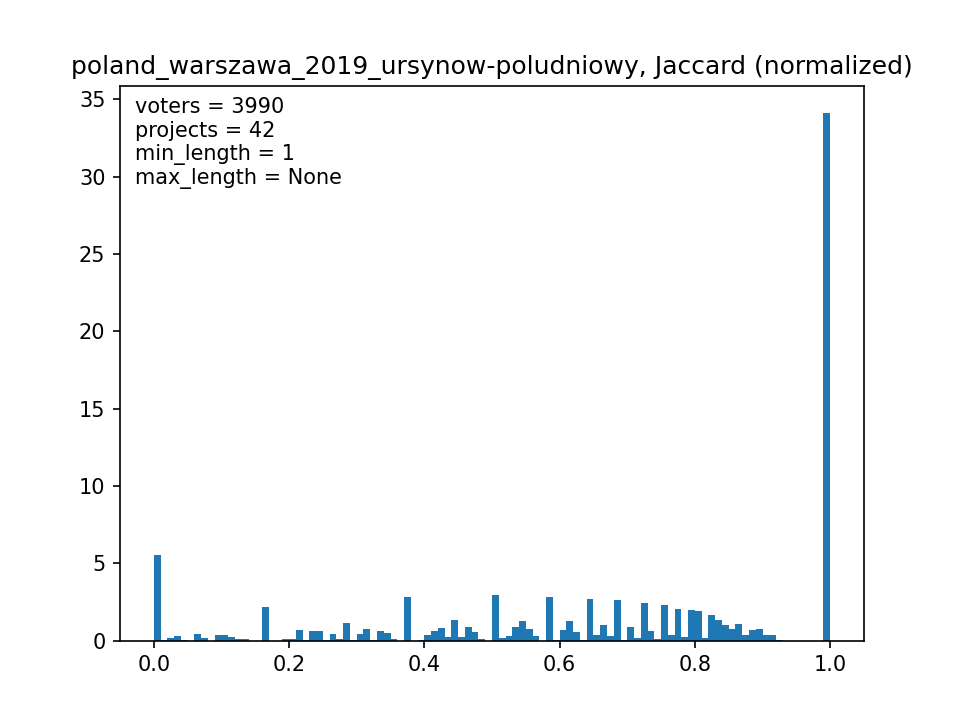 poland_warszawa_2019_ursynow-poludniowy, Jaccard (normalized)
voters = 3990
projects = 42
min_length = 1
max_length = None
35
30
25
20
15
10
5
0
0.0 0.2 0.4 0.6 0.8 1.0